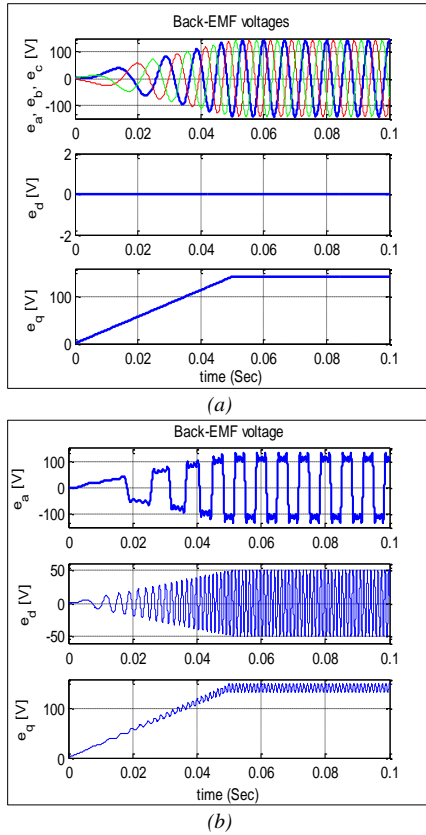 Back-EMF voltages
e_a, e_b, e_c [V]
100
0
-100
0 0.02 0.04 0.06 0.08 0.1
e_d [V]
2
0
-2
0 0.02 0.04 0.06 0.08 0.1
e_q [V]
100
0
0 0.02 0.04 0.06 0.08 0.1
time (Sec)
(a)
Back-EMF voltage
e_a [V]
100
0
-100
0 0.02 0.04 0.06 0.08 0.1
e_d [V]
50
0
-50
0 0.02 0.04 0.06 0.08 0.1
e_q [V]
100
0
0 0.02 0.04 0.06 0.08 0.1
time (Sec)
(b)